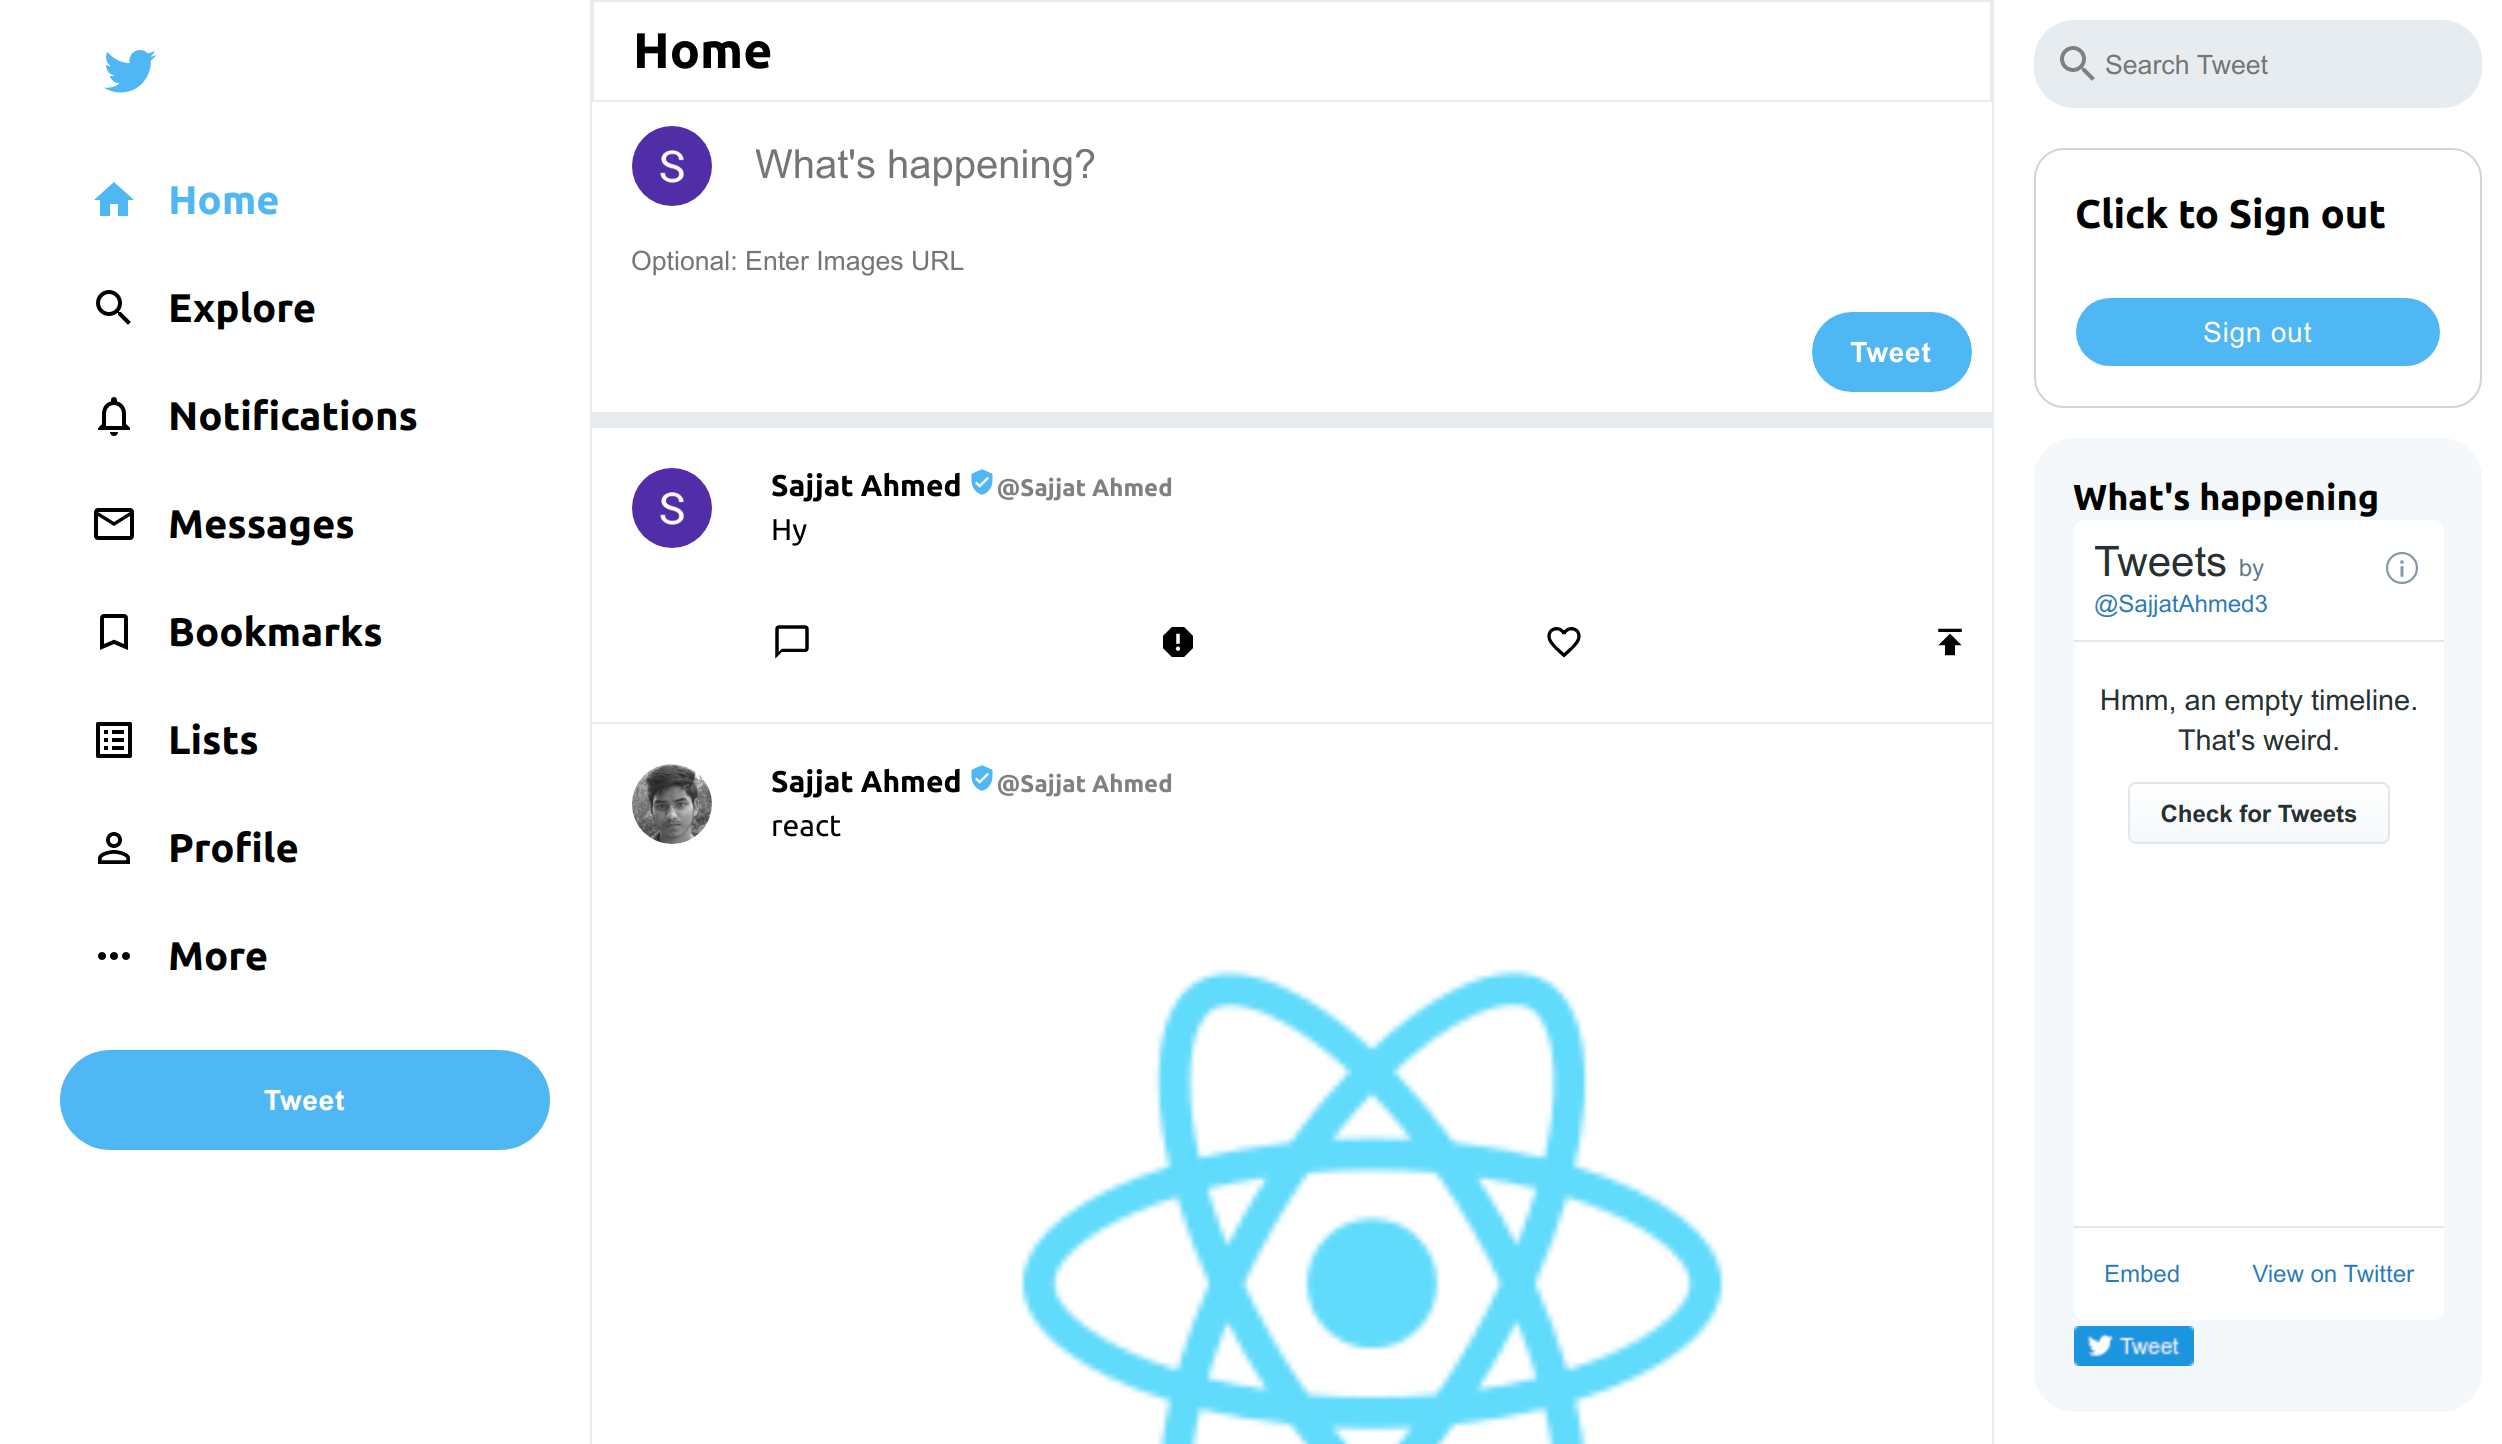 Home
Explore
Notifications
Messages
Bookmarks
Lists
Profile
More
Tweet
Home
S
What's happening?
Optional: Enter Images URL
Tweet
S
Sajjat Ahmed @Sajjat Ahmed
Hy
Sajjat Ahmed @Sajjat Ahmed
react
Search Tweet
Click to Sign out
Sign out
What's happening
Tweets by
@SajjatAhmed3
Hmm, an empty timeline.
That's weird.
Check for Tweets
Embed
View on Twitter
Tweet